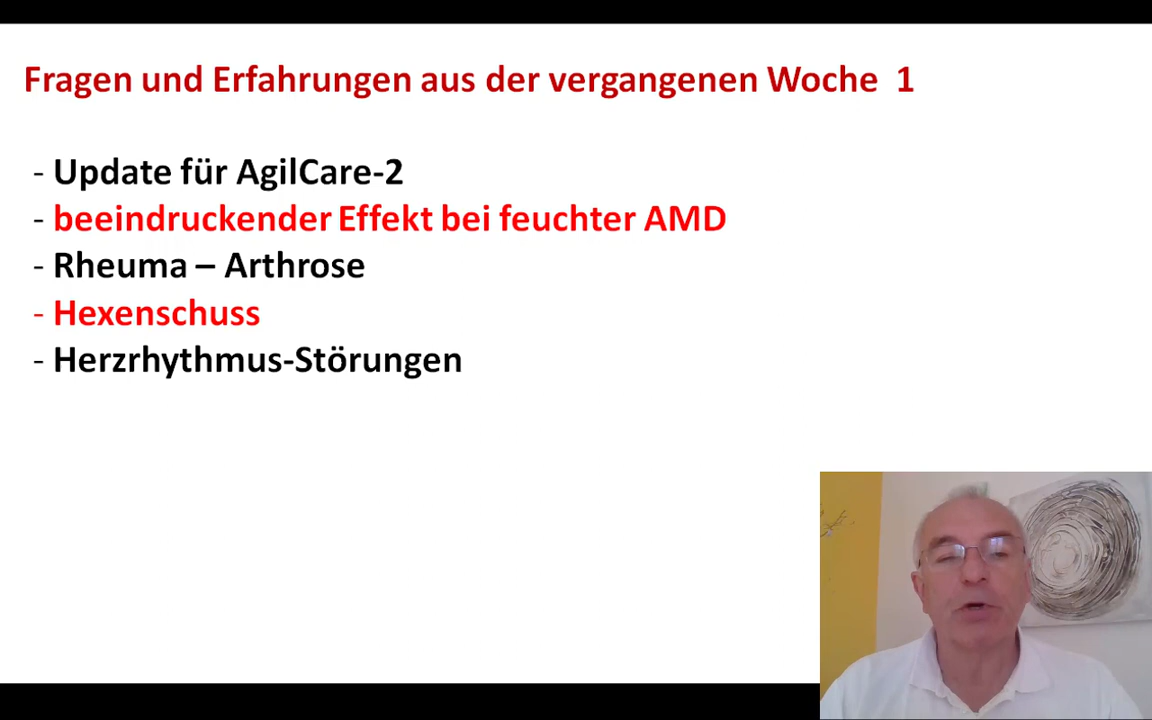 Fragen und Erfahrungen aus der vergangenen Woche 1
- Update für AgilCare-2
- beeindruckender Effekt bei feuchter AMD
- Rheuma – Arthrose
- Hexenschuss
- Herzrhythmus-Störungen